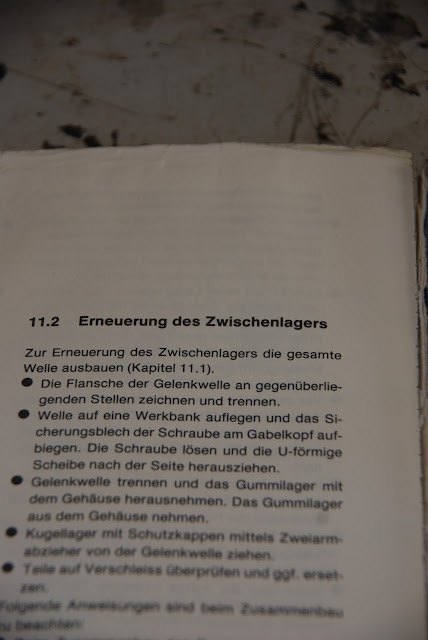 11.2 Erneuerung des Zwischenlagers
Zur Erneuerung des Zwischenlagers die gesamte
Welle ausbauen (Kapitel 11.1).
● Die Flansche der Gelenkwelle an gegenüberlie-
genden Stellen zeichnen und trennen.
● Welle auf eine Werkbank auflegen und das Si-
cherungsblech der Schraube am Gabelkopf auf-
biegen. Die Schraube lösen und die U-förmige
Scheibe nach der Seite herausziehen.
● Gelenkwelle trennen und das Gummilager mit
dem Gehäuse herausnehmen. Das Gummilager
aus dem Gehäuse nehmen.
● Kugellager mit Schutzkappen mittels Zweiarm-
abzieher von der Gelenkwelle ziehen.
● Teile auf Verschleiss überprüfen und ggf. erset-
zen.
Folgende Anweisungen sind beim Zusammenbau
zu beachten: